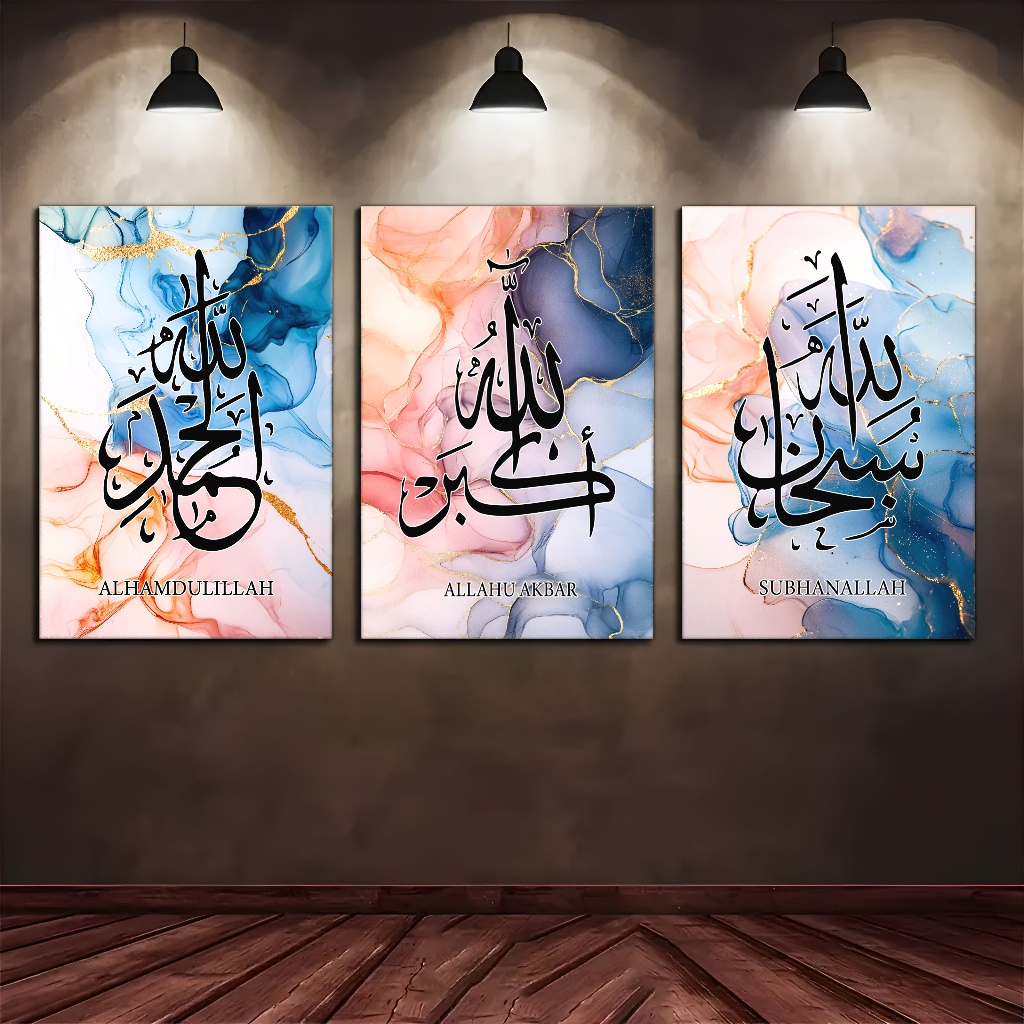 الحمد لله
ALHAMDULILLAH
الله أكبر
ALLAHU AKBAR
سبحان الله
SUBHANALLAH